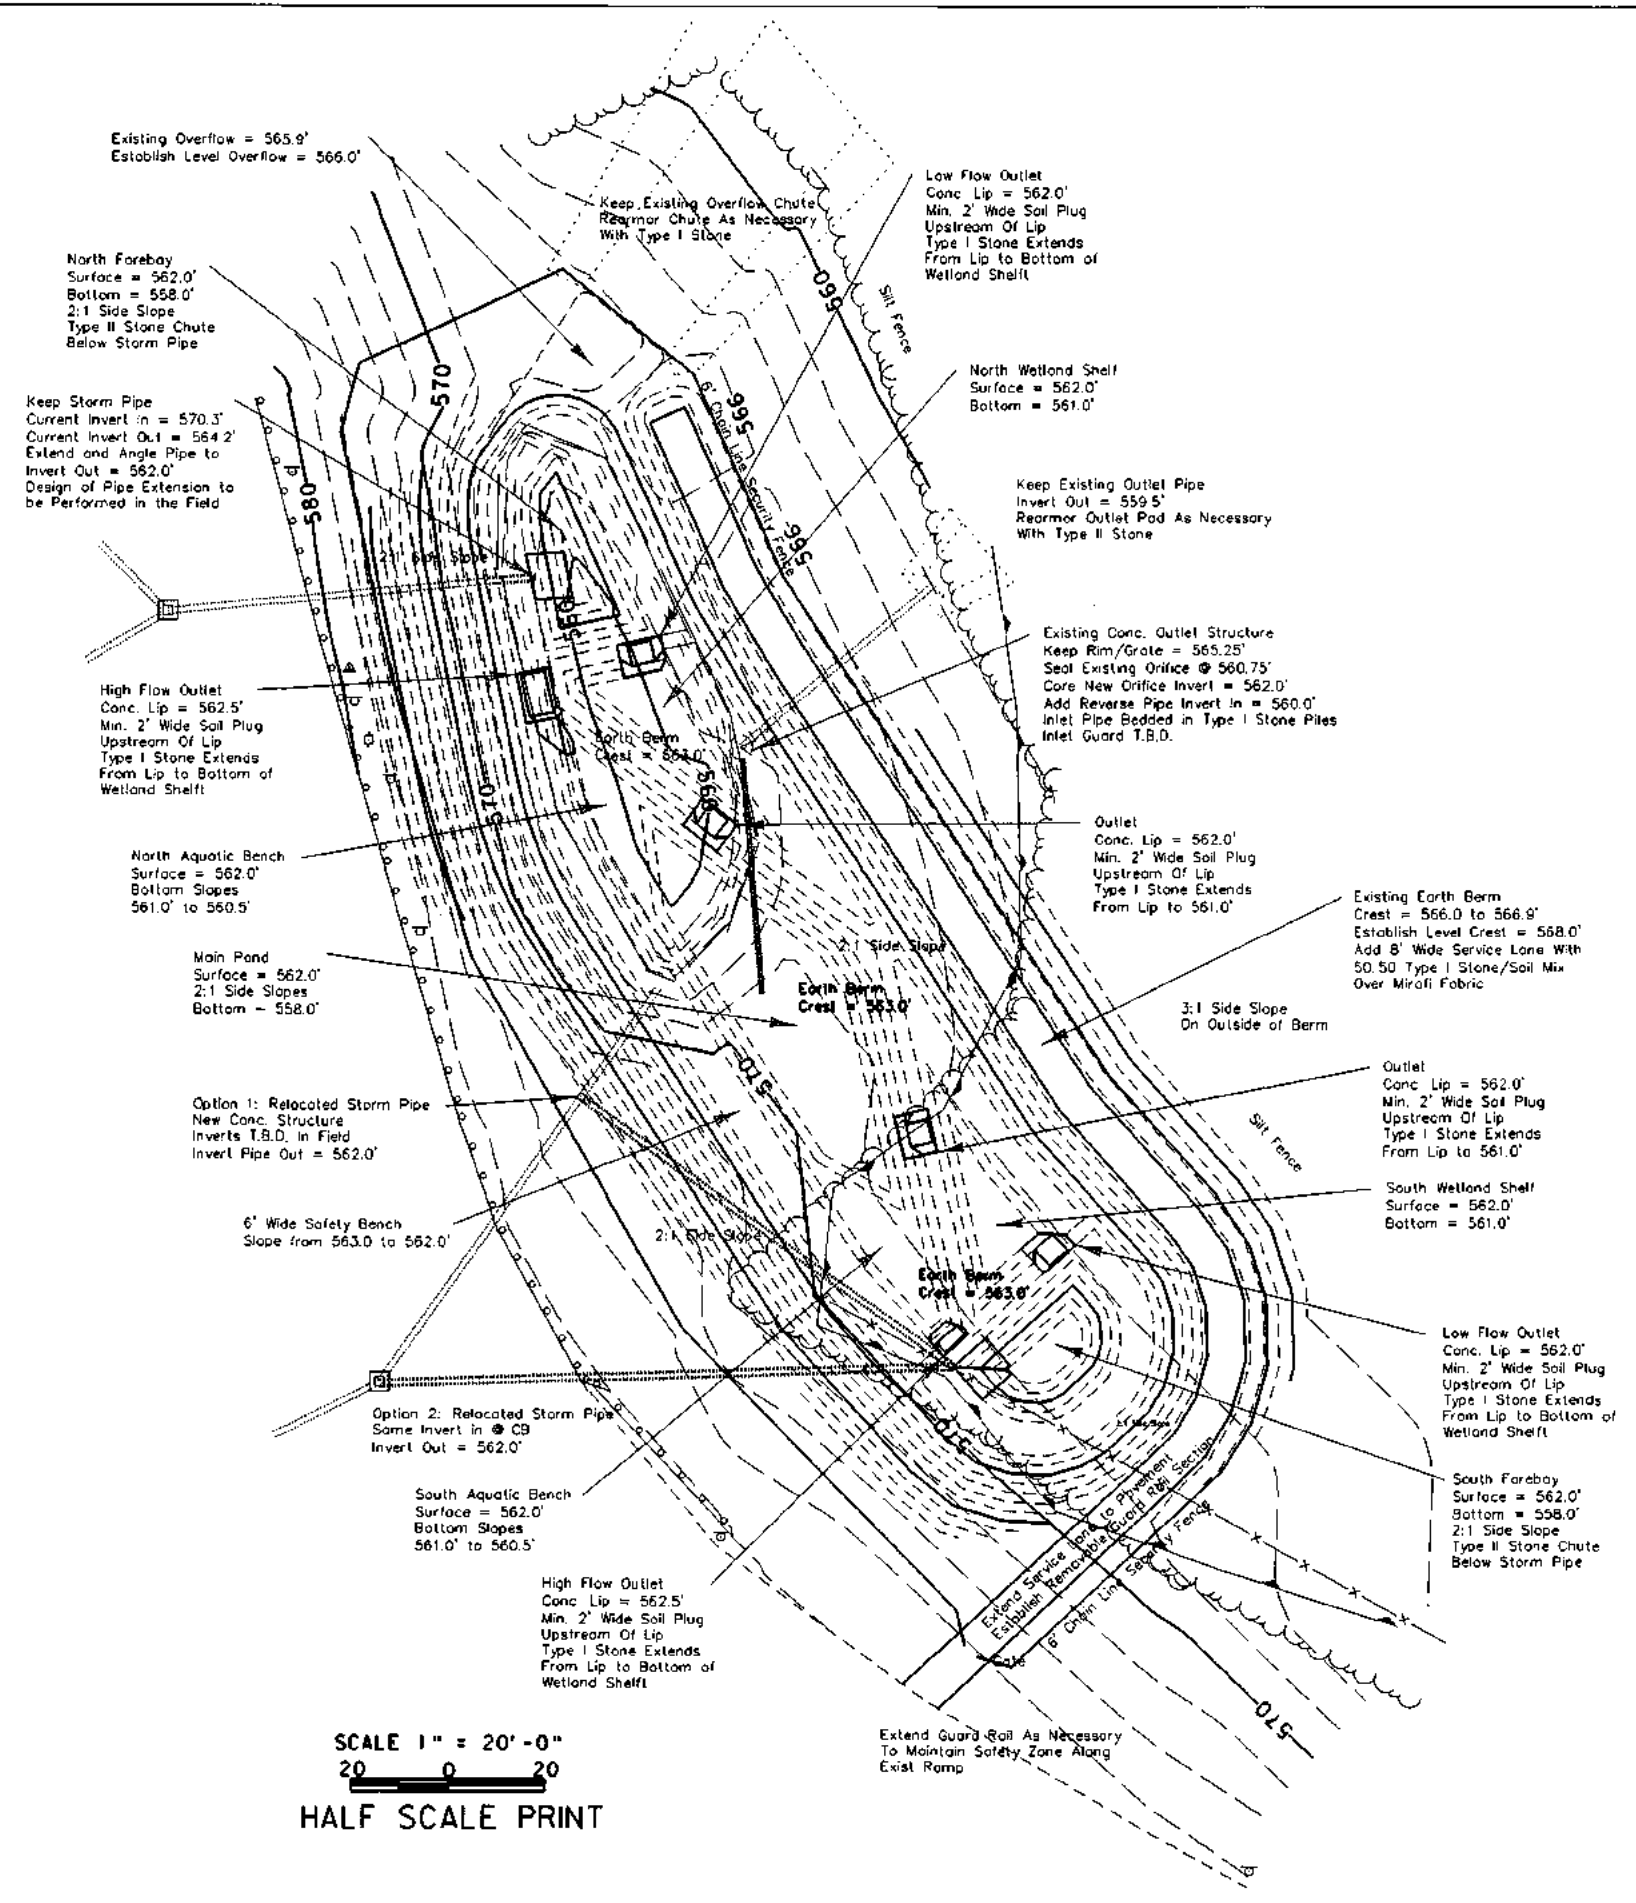 Existing Overflow = 565.9'
Establish Level Overflow = 566.0'
Keep Existing Overflow Chute
Rearmor Chute As Necessary
With Type I Stone
Low Flow Outlet
Conc Lip = 562.0'
Min. 2' Wide Soil Plug
Upstream Of Lip
Type I Stone Extends
From Lip to Bottom of
Wetland Shelft
North Forebay
Surface = 562.0'
Bottom = 558.0'
2:1 Side Slope
Type II Stone Chute
Below Storm Pipe
560
Silt Fence
North Wetland Shelf
Surface = 562.0'
Bottom = 561.0'
570
566
6' Chain Line Security Fence
Keep Storm Pipe
Current Invert in = 570.3'
Current Invert Out = 564.2'
Extend and Angle Pipe to
Invert Out = 562.0'
Design of Pipe Extension to
be Performed in the Field
580
Keep Existing Outlet Pipe
Invert Out = 559.5'
Rearmor Outlet Pad As Necessary
With Type II Stone
566
2:1 Side Slope
560
Existing Conc. Outlet Structure
Keep Rim/Grate = 565.25'
Seal Existing Orifice @ 560.75'
Core New Orifice Invert = 562.0'
Add Reverse Pipe Invert In = 560.0'
Inlet Pipe Bedded in Type I Stone Piles
Inlet Guard T.B.D.
High Flow Outlet
Conc. Lip = 562.5'
Min. 2' Wide Soil Plug
Upstream Of Lip
Type I Stone Extends
From Lip to Bottom of
Wetland Shelft
Earth Berm
Crest = 563.0'
570
560
Outlet
Conc. Lip = 562.0'
Min. 2' Wide Soil Plug
Upstream Of Lip
Type I Stone Extends
From Lip to 561.0'
North Aquatic Bench
Surface = 562.0'
Bottom Slopes
561.0' to 560.5'
Existing Earth Berm
Crest = 566.0 to 566.9'
Establish Level Crest = 568.0'
Add 8' Wide Service Lane With
50.50 Type I Stone/Soil Mix
Over Mirafi Fabric
2:1 Side Slope
Main Pond
Surface = 562.0'
2:1 Side Slopes
Bottom = 558.0'
Earth Berm
Crest = 563.0'
3:1 Side Slope
On Outside of Berm
570
Outlet
Conc Lip = 562.0'
Min. 2' Wide Soil Plug
Upstream Of Lip
Type I Stone Extends
From Lip to 561.0'
Option 1: Relocated Storm Pipe
New Conc. Structure
Inverts T.B.D. In Field
Invert Pipe Out = 562.0'
Silt Fence
South Wetland Shelf
Surface = 562.0'
Bottom = 561.0'
6' Wide Safety Bench
Slope from 563.0 to 562.0'
2:1 Side Slope
Earth Berm
Crest = 563.0'
Low Flow Outlet
Conc. Lip = 562.0'
Min. 2' Wide Soil Plug
Upstream Of Lip
Type I Stone Extends
From Lip to Bottom of
Wetland Shelft
Option 2: Relocated Storm Pipe
Same Invert in @ CB
Invert Out = 562.0'
570
South Aquatic Bench
Surface = 562.0'
Bottom Slopes
561.0' to 560.5'
South Forebay
Surface = 562.0'
Bottom = 558.0'
2:1 Side Slope
Type II Stone Chute
Below Storm Pipe
Extend Service Lane to Pavement
Establish Removable Guard Rail Section
6' Chain Line Security Fence
Gate
High Flow Outlet
Conc Lip = 562.5'
Min. 2' Wide Soil Plug
Upstream Of Lip
Type I Stone Extends
From Lip to Bottom of
Wetland Shelft
570
Extend Guard Rail As Necessary
To Maintain Safety Zone Along
Exist Ramp
SCALE 1" = 20'-0"
20 0 20
HALF SCALE PRINT